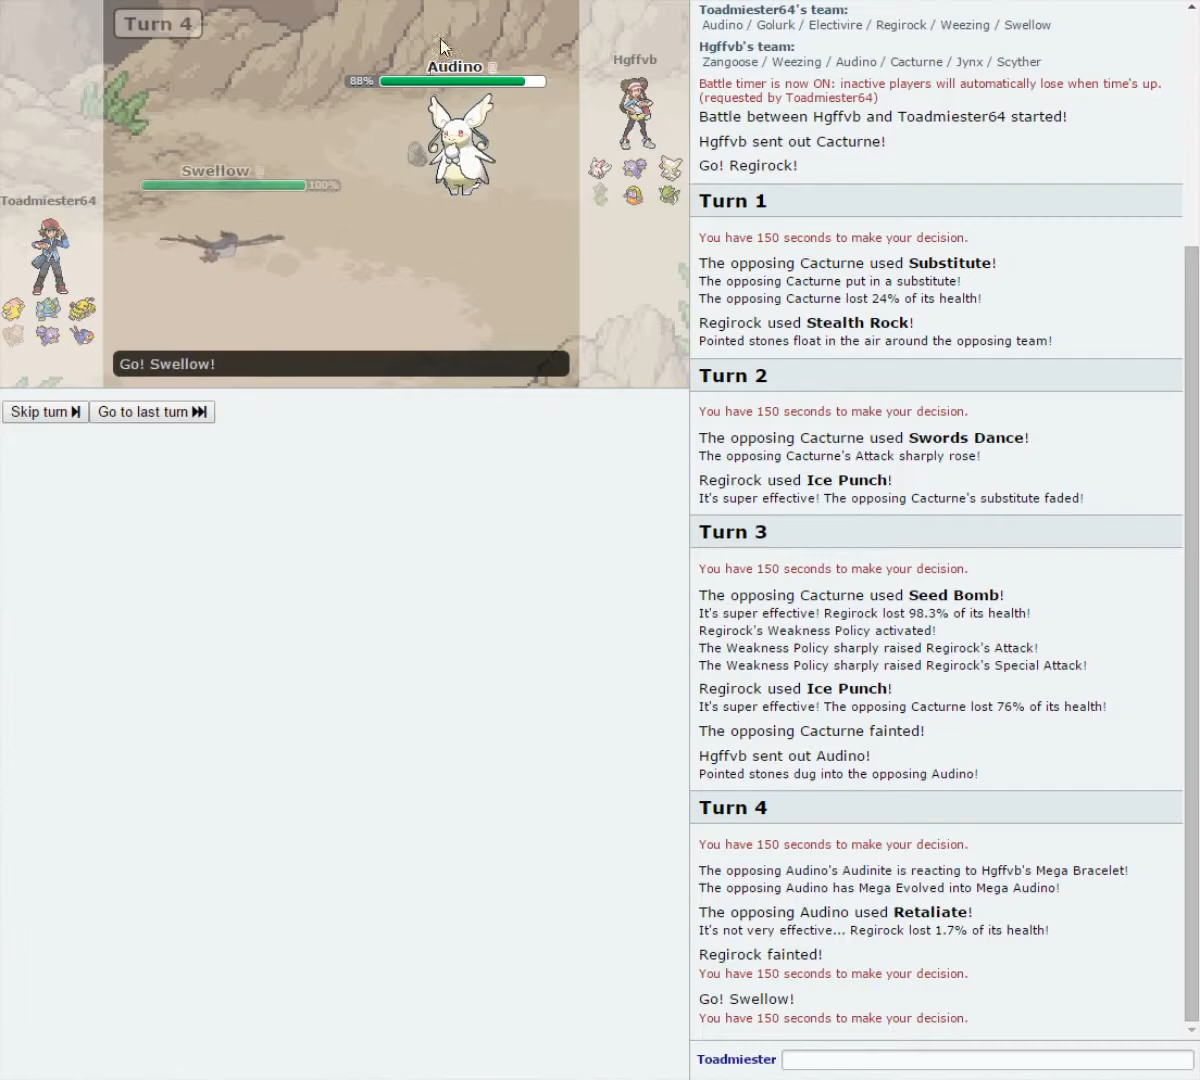 Turn 4
Audino
88%
Hgffvb
Swellow
100%
Toadmiester64
Go! Swellow!
Skip turn
Go to last turn
Toadmiester64's team:
Audino / Golurk / Electivire / Regirock / Weezing / Swellow
Hgffvb's team:
Zangoose / Weezing / Audino / Cacturne / Jynx / Scyther
Battle timer is now ON: inactive players will automatically lose when time's up.
(requested by Toadmiester64)
Battle between Hgffvb and Toadmiester64 started!
Hgffvb sent out Cacturne!
Go! Regirock!
Turn 1
You have 150 seconds to make your decision.
The opposing Cacturne used Substitute!
The opposing Cacturne put in a substitute!
The opposing Cacturne lost 24% of its health!
Regirock used Stealth Rock!
Pointed stones float in the air around the opposing team!
Turn 2
You have 150 seconds to make your decision.
The opposing Cacturne used Swords Dance!
The opposing Cacturne's Attack sharply rose!
Regirock used Ice Punch!
It's super effective! The opposing Cacturne's substitute faded!
Turn 3
You have 150 seconds to make your decision.
The opposing Cacturne used Seed Bomb!
It's super effective! Regirock lost 98.3% of its health!
Regirock's Weakness Policy activated!
The Weakness Policy sharply raised Regirock's Attack!
The Weakness Policy sharply raised Regirock's Special Attack!
Regirock used Ice Punch!
It's super effective! The opposing Cacturne lost 76% of its health!
The opposing Cacturne fainted!
Hgffvb sent out Audino!
Pointed stones dug into the opposing Audino!
Turn 4
You have 150 seconds to make your decision.
The opposing Audino's Audinite is reacting to Hgffvb's Mega Bracelet!
The opposing Audino has Mega Evolved into Mega Audino!
The opposing Audino used Retaliate!
It's not very effective... Regirock lost 1.7% of its health!
Regirock fainted!
You have 150 seconds to make your decision.
Go! Swellow!
You have 150 seconds to make your decision.
Toadmiester